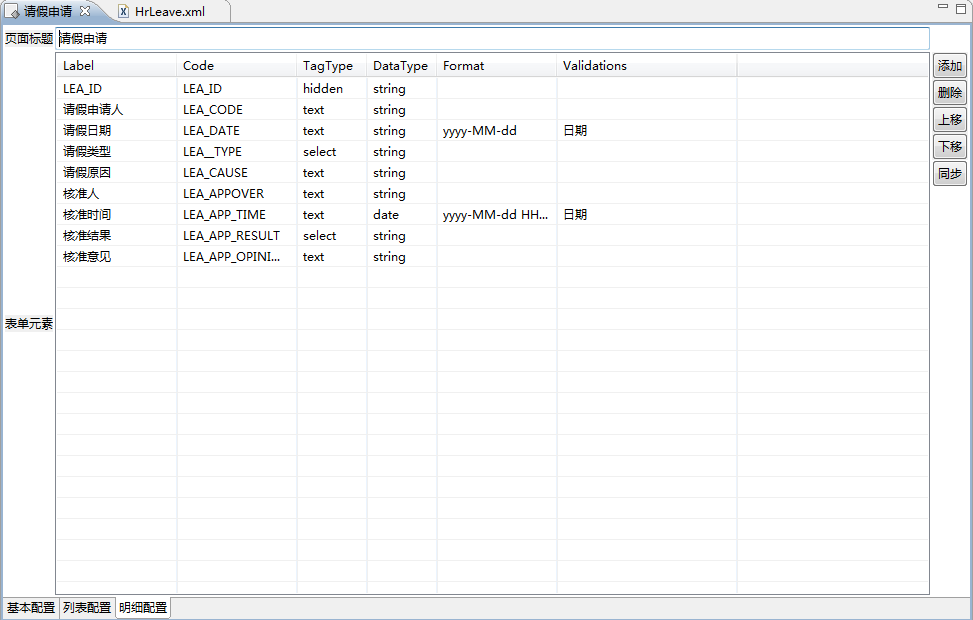 请假申请 HrLeave.xml
页面标题 请假申请
Label Code TagType DataType Format Validations
LEA_ID LEA_ID hidden string
请假申请人 LEA_CODE text string
请假日期 LEA_DATE text string yyyy-MM-dd 日期
请假类型 LEA__TYPE select string
请假原因 LEA_CAUSE text string
核准人 LEA_APPOVER text string
核准时间 LEA_APP_TIME text date yyyy-MM-dd HH... 日期
核准结果 LEA_APP_RESULT select string
核准意见 LEA_APP_OPINI... text string
表单元素
添加
删除
上移
下移
同步
基本配置 列表配置 明细配置